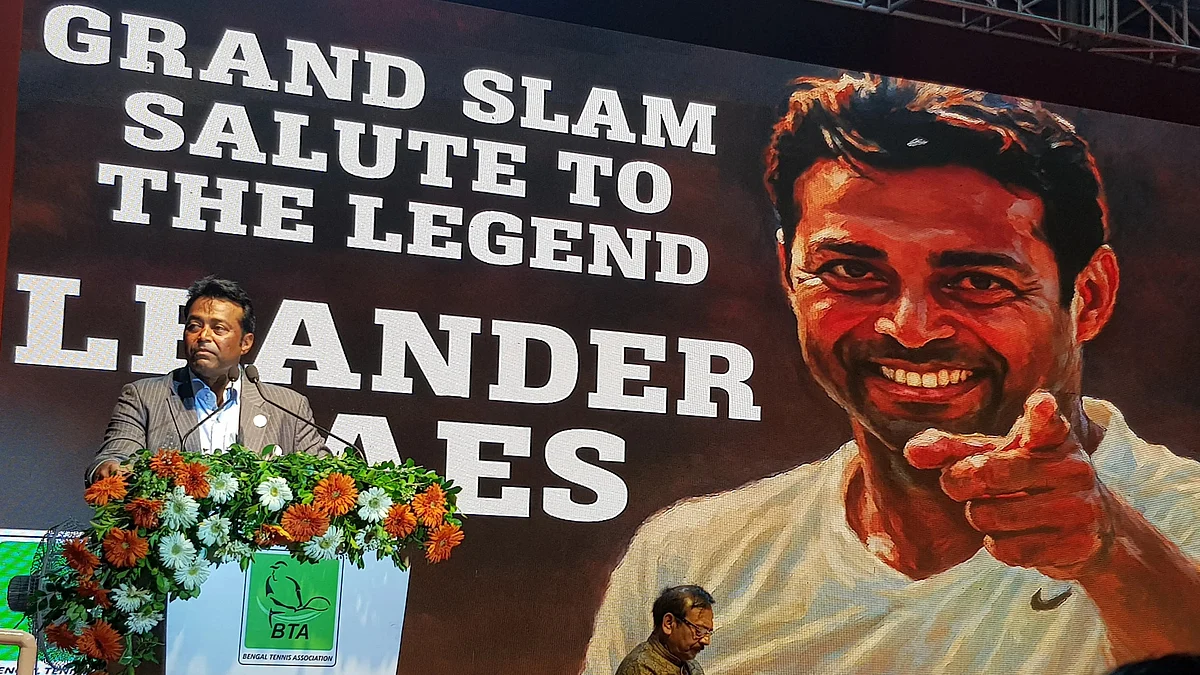 GRAND SLAM
SALUTE TO
THE LEGEND
LEANDER
AES
BTA
BENGAL TENNIS ASSOCIATION